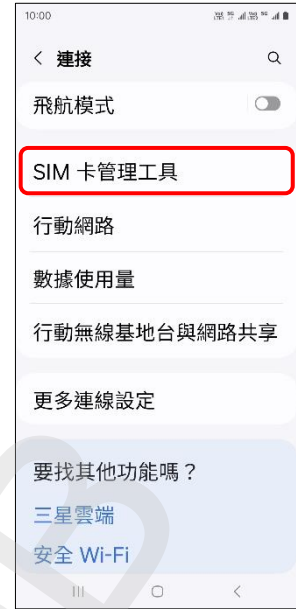 10:00
連接
飛航模式
SIM 卡管理工具
行動網路
數據使用量
行動無線基地台與網路共享
更多連線設定
要找其他功能嗎？
三星雲端
安全 Wi-Fi